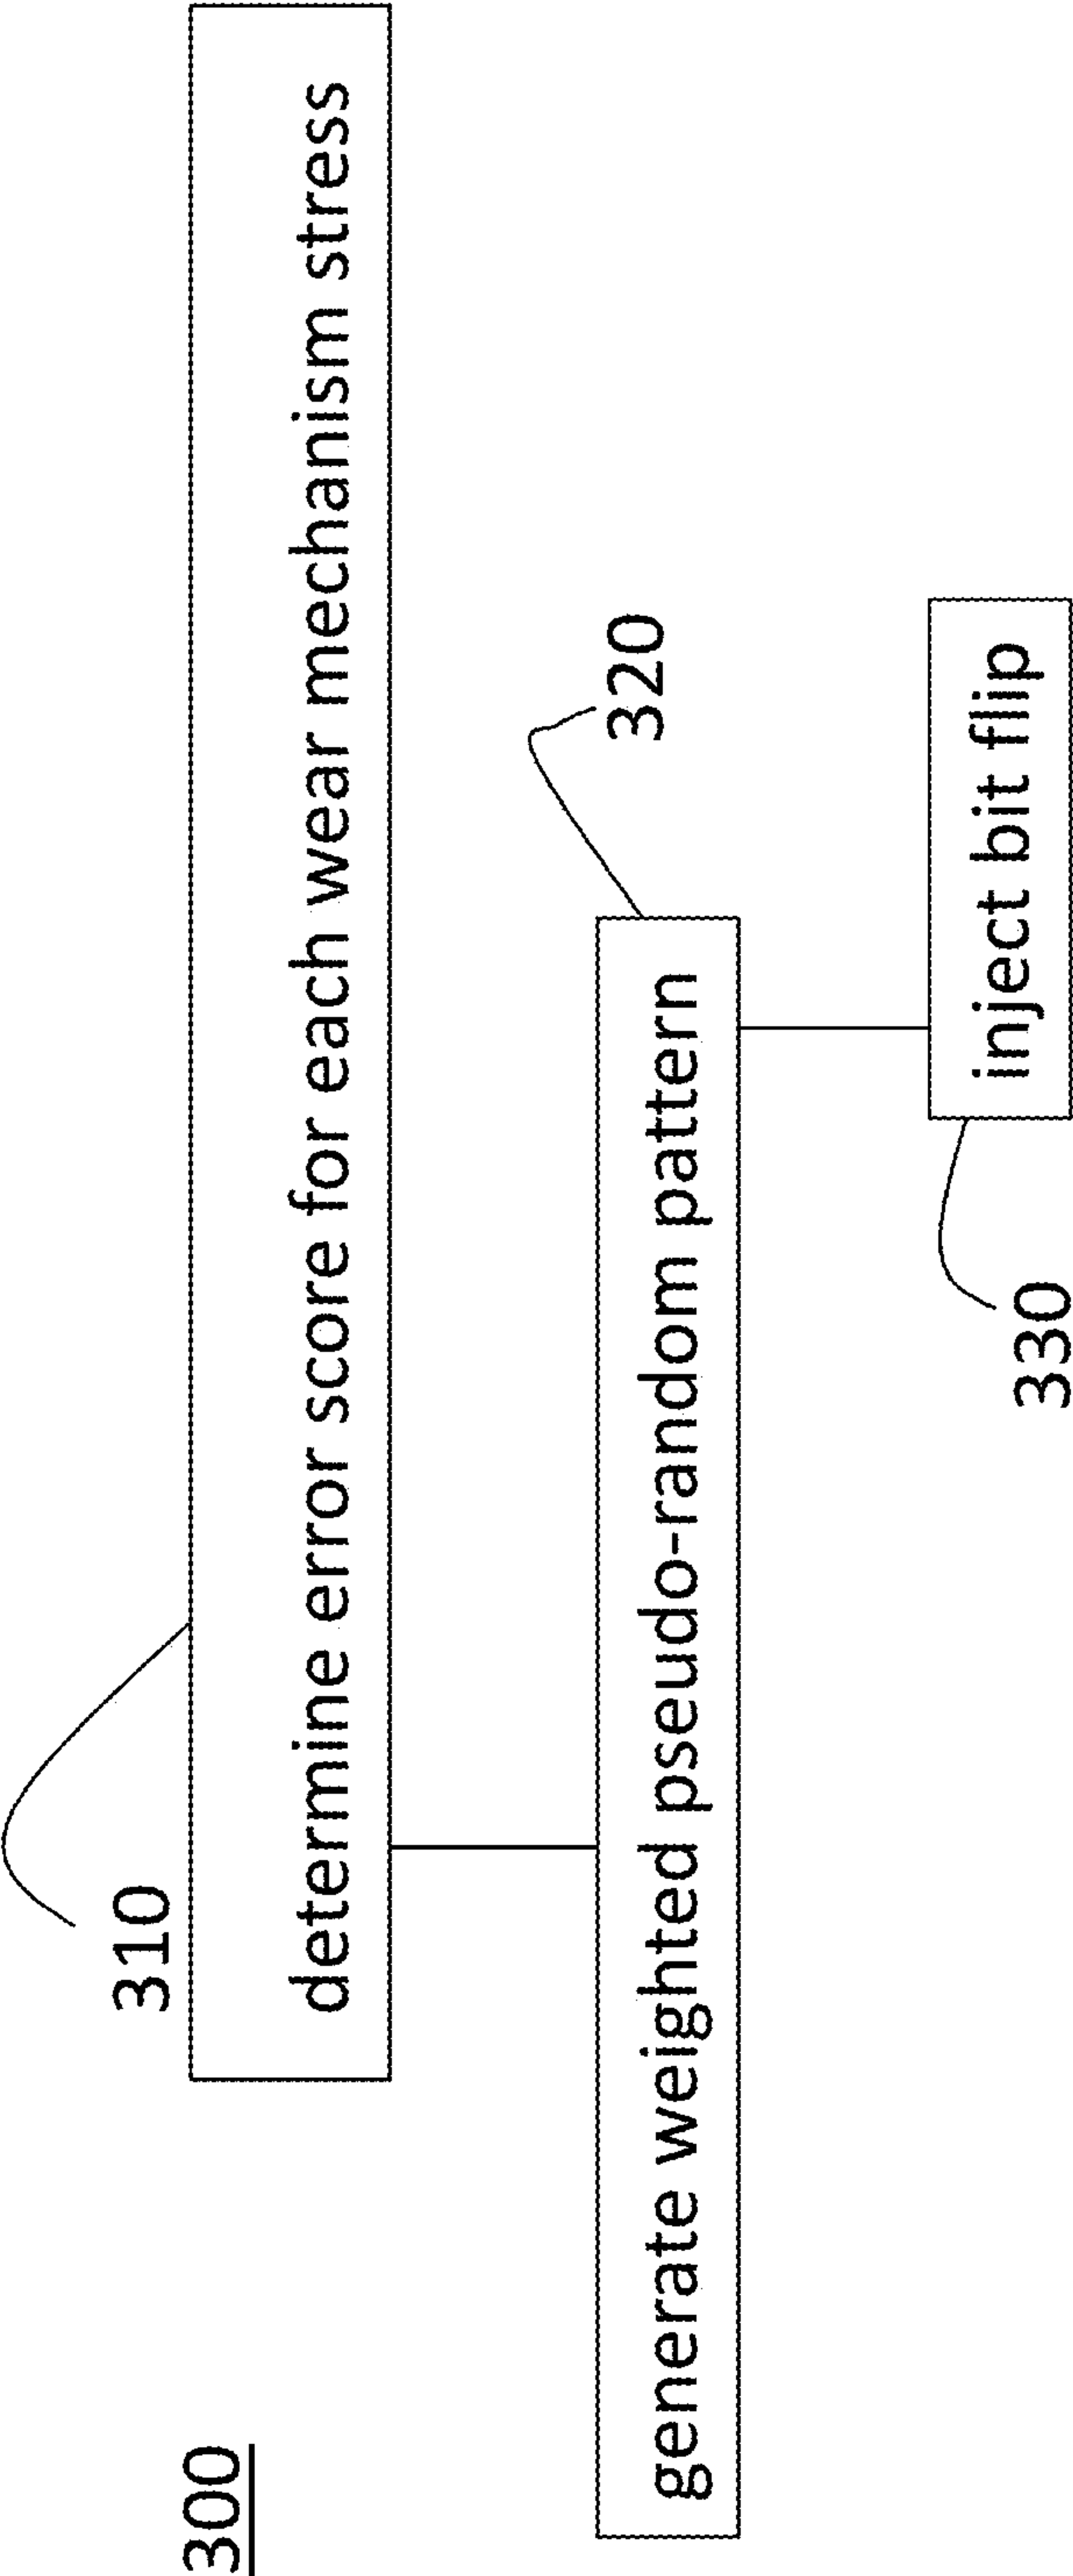 300
310
determine error score for each wear mechanism stress
320
generate weighted pseudo-random pattern
inject bit flip
330